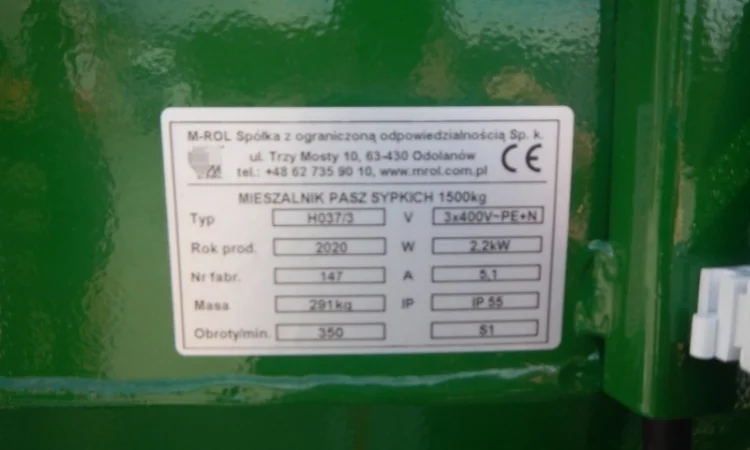 M-ROL Spółka z ograniczoną odpowiedzialnością Sp. k.
ul. Trzy Mosty 10, 63-430 Odolanów
tel.: +48 62 735 90 10, www.mrol.com.pl
CE
MIESZALNIK PASZ SYPKICH 1500kg
Typ H037/3 V 3x400V~PE+N
Rok prod. 2020 W 2,2kW
Nr fabr. 147 A 5,1
Masa 291kg IP IP 55
Obroty/min. 350 S1